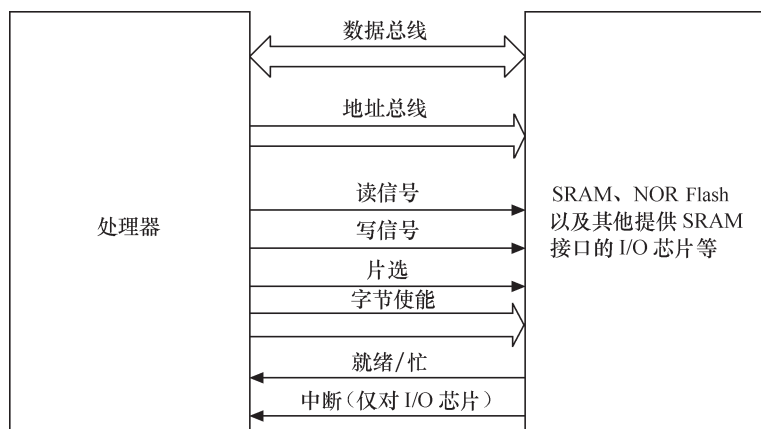 数据总线
地址总线
读信号
处理器
写信号
片选
字节使能
就绪/忙
中断（仅对 I/O 芯片）
SRAM、NOR Flash
以及其他提供 SRAM
接口的 I/O 芯片等